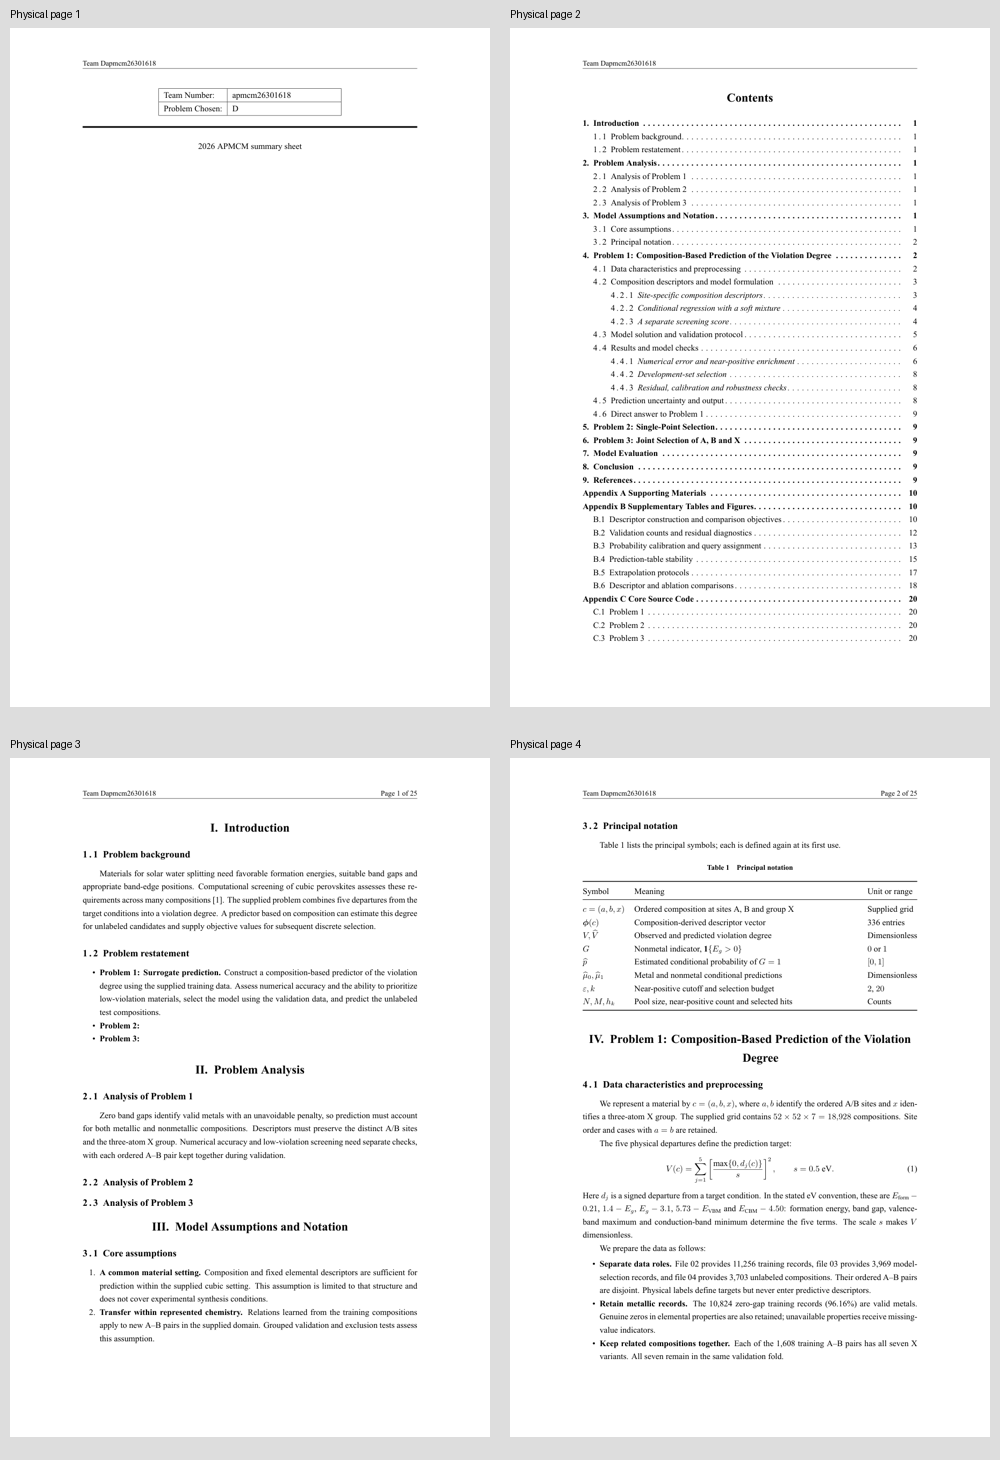 Physical page 1
Team Dapmcm26301618
Team Number: apmcm26301618
Problem Chosen: D
2026 APMCM summary sheet
Physical page 2
Team Dapmcm26301618
Contents
1. Introduction 1
1.1 Problem background 1
1.2 Problem restatement 1
2. Problem Analysis 1
2.1 Analysis of Problem 1 1
2.2 Analysis of Problem 2 1
2.3 Analysis of Problem 3 1
3. Model Assumptions and Notation 1
3.1 Core assumptions 1
3.2 Principal notation 2
4. Problem 1: Composition-Based Prediction of the Violation Degree 2
4.1 Data characteristics and preprocessing 2
4.2 Composition descriptors and model formulation 3
4.2.1 Site-specific composition descriptors 3
4.2.2 Conditional regression with a soft mixture 4
4.2.3 A separate screening score 4
4.3 Model solution and validation protocol 5
4.4 Results and model checks 6
4.4.1 Numerical error and near-positive enrichment 6
4.4.2 Development-set selection 8
4.4.3 Residual, calibration and robustness checks 8
4.5 Prediction uncertainty and output 8
4.6 Direct answer to Problem 1 9
5. Problem 2: Single-Point Selection 9
6. Problem 3: Joint Selection of A, B and X 9
7. Model Evaluation 9
8. Conclusion 9
9. References 9
Appendix A Supporting Materials 10
Appendix B Supplementary Tables and Figures 10
B.1 Descriptor construction and comparison objectives 10
B.2 Validation counts and residual diagnostics 12
B.3 Probability calibration and query assignment 13
B.4 Prediction-table stability 15
B.5 Extrapolation protocols 17
B.6 Descriptor and ablation comparisons 18
Appendix C Core Source Code 20
C.1 Problem 1 20
C.2 Problem 2 20
C.3 Problem 3 20
Physical page 3
Team Dapmcm26301618 Page 1 of 25
I. Introduction
1.1 Problem background
Materials for solar water splitting need favorable formation energies, suitable band gaps and
appropriate band-edge positions. Computational screening of cubic perovskites assesses these re-
quirements across many compositions [1]. The supplied problem combines five departures from the
target conditions into a violation degree. A predictor based on composition can estimate this degree
for unlabeled candidates and supply objective values for subsequent discrete selection.
1.2 Problem restatement
• Problem 1: Surrogate prediction. Construct a composition-based predictor of the violation
degree using the supplied training data. Assess numerical accuracy and the ability to prioritize
low-violation materials, select the model using the validation data, and predict the unlabeled
test compositions.
• Problem 2:
• Problem 3:
II. Problem Analysis
2.1 Analysis of Problem 1
Zero band gaps identify valid metals with an unavoidable penalty, so prediction must account
for both metallic and nonmetallic compositions. Descriptors must preserve the distinct A/B sites
and the three-atom X group. Numerical accuracy and low-violation screening need separate checks,
with each ordered A–B pair kept together during validation.
2.2 Analysis of Problem 2
2.3 Analysis of Problem 3
III. Model Assumptions and Notation
3.1 Core assumptions
1. A common material setting. Composition and fixed elemental descriptors are sufficient for
prediction within the supplied cubic setting. This assumption is limited to that structure and
does not cover experimental synthesis conditions.
2. Transfer within represented chemistry. Relations learned from the training compositions
apply to new A–B pairs in the supplied domain. Grouped validation and exclusion tests assess
this assumption.
Physical page 4
Team Dapmcm26301618 Page 2 of 25
3.2 Principal notation
Table 1 lists the principal symbols; each is defined again at its first use.
Table 1 Principal notation
Symbol Meaning Unit or range
c = (a, b, x) Ordered composition at sites A, B and group X Supplied grid
ϕ(c) Composition-derived descriptor vector 336 entries
V, V̂ Observed and predicted violation degree Dimensionless
G Nonmetal indicator, 1{E_g > 0} 0 or 1
p̂ Estimated conditional probability of G = 1 [0, 1]
μ̂₀, μ̂₁ Metal and nonmetal conditional predictions Dimensionless
ε, k Near-positive cutoff and selection budget 2, 20
N, M, h_k Pool size, near-positive count and selected hits Counts
IV. Problem 1: Composition-Based Prediction of the Violation
Degree
4.1 Data characteristics and preprocessing
We represent a material by c = (a, b, x), where a, b identify the ordered A/B sites and x iden-
tifies a three-atom X group. The supplied grid contains 52 × 52 × 7 = 18,928 compositions. Site
order and cases with a = b are retained.
The five physical departures define the prediction target:
V(c) = ∑_{j=1}^{5} [max{0, d_j(c)} / s]², s = 0.5 eV. (1)
Here d_j is a signed departure from a target condition. In the stated eV convention, these are E_form −
0.21, 1.4 − E_g, E_g − 3.1, 5.73 − E_VBM and E_CBM − 4.50: formation energy, band gap, valence-
band maximum and conduction-band minimum determine the five terms. The scale s makes V
dimensionless.
We prepare the data as follows:
• Separate data roles. File 02 provides 11,256 training records, file 03 provides 3,969 model-
selection records, and file 04 provides 3,703 unlabeled compositions. Their ordered A–B pairs
are disjoint. Physical labels define targets but never enter predictive descriptors.
• Retain metallic records. The 10,824 zero-gap training records (96.16%) are valid metals.
Genuine zeros in elemental properties are also retained; unavailable properties receive missing-
value indicators.
• Keep related compositions together. Each of the 1,608 training A–B pairs has all seven X
variants. All seven remain in the same validation fold.